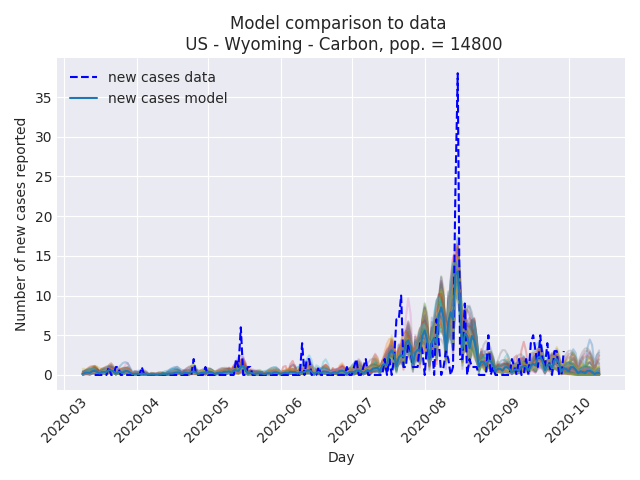 Model comparison to data
US - Wyoming - Carbon, pop. = 14800
new cases data
new cases model
Number of new cases reported
35
30
25
20
15
10
5
0
2020-03
2020-04
2020-05
2020-06
2020-07
2020-08
2020-09
2020-10
Day